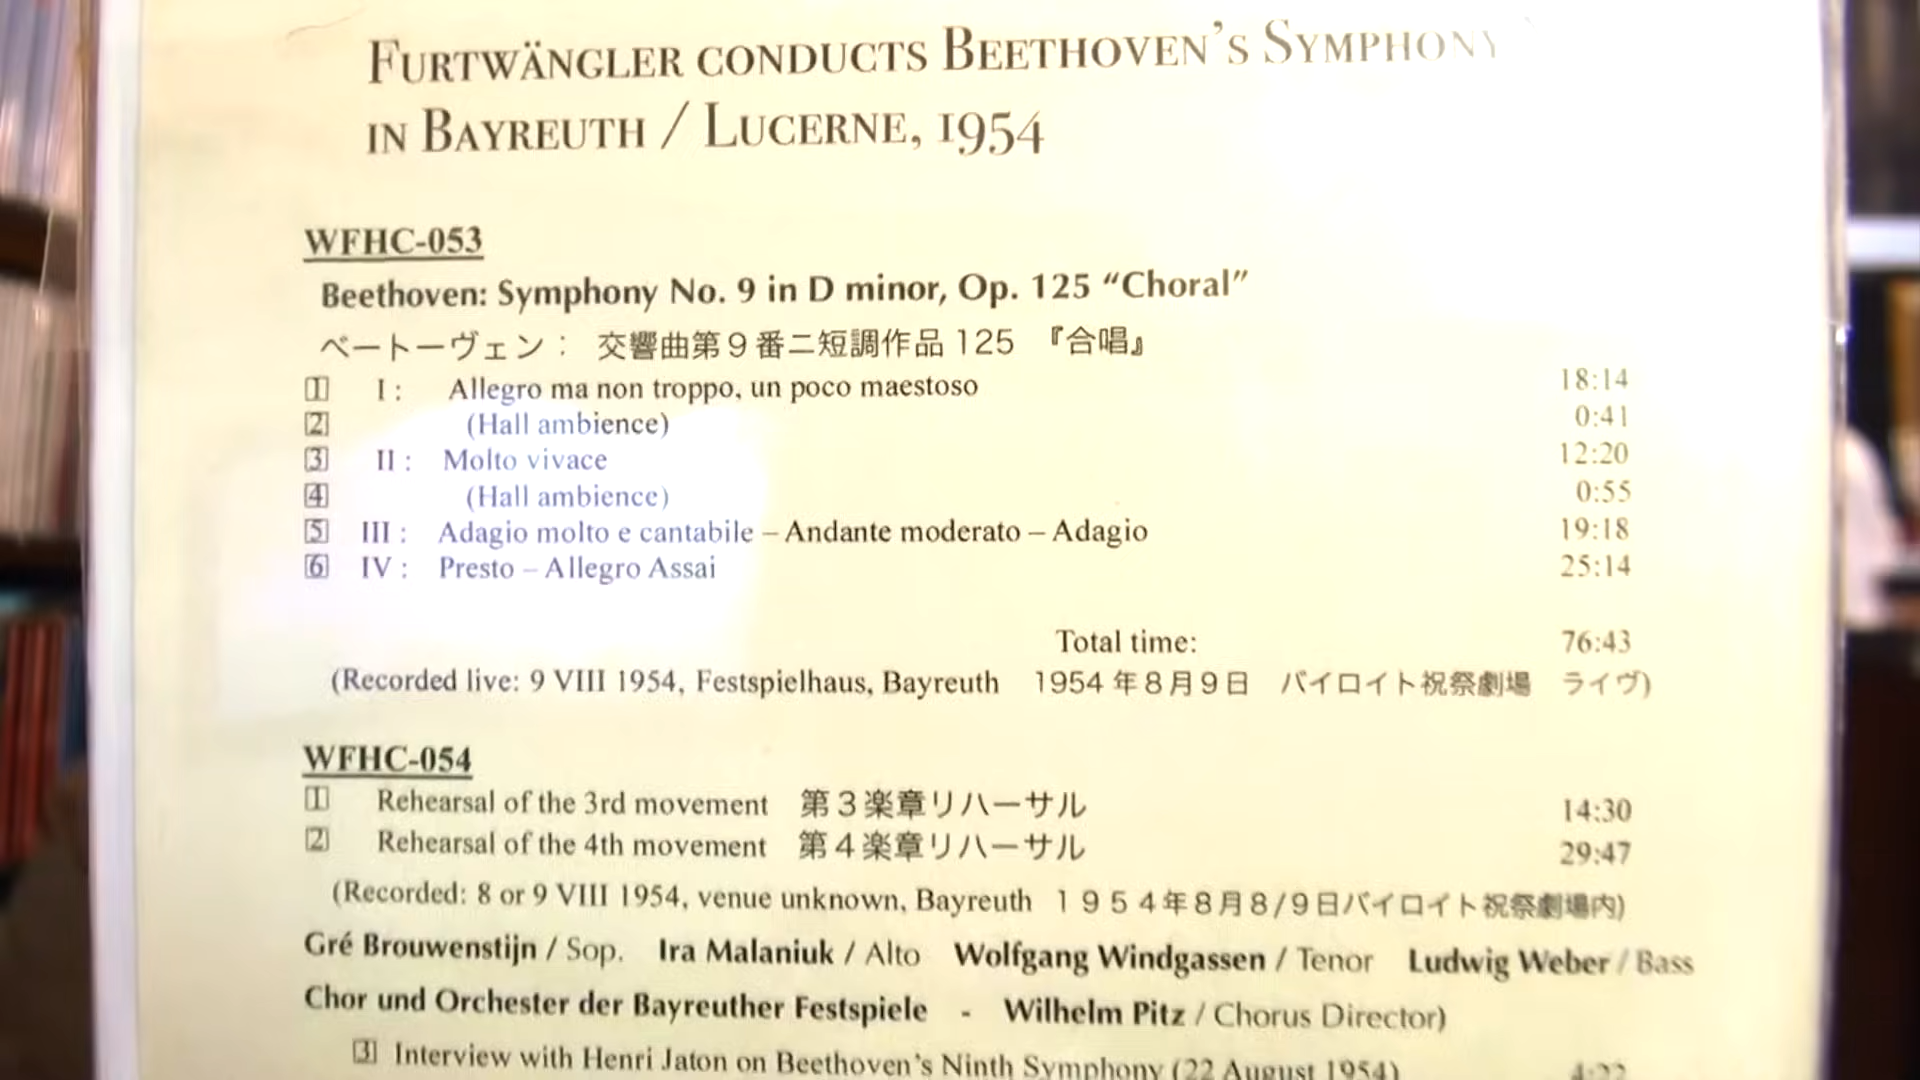 FURTWÄNGLER CONDUCTS BEETHOVEN'S SYMPHONY
IN BAYREUTH / LUCERNE, 1954
WFHC-053
Beethoven: Symphony No. 9 in D minor, Op. 125 “Choral”
ベートーヴェン： 交響曲第９番ニ短調作品 125 『合唱』
1 I : Allegro ma non troppo, un poco maestoso 18:14
2 (Hall ambience) 0:41
3 II : Molto vivace 12:20
4 (Hall ambience) 0:55
5 III : Adagio molto e cantabile – Andante moderato – Adagio 19:18
6 IV : Presto – Allegro Assai 25:14
Total time: 76:43
(Recorded live: 9 VIII 1954, Festspielhaus, Bayreuth 1954 年８月９日 バイロイト祝祭劇場 ライヴ)
WFHC-054
1 Rehearsal of the 3rd movement 第３楽章リハーサル 14:30
2 Rehearsal of the 4th movement 第４楽章リハーサル 29:47
(Recorded: 8 or 9 VIII 1954, venue unknown, Bayreuth １９５４年８月８/９日バイロイト祝祭劇場内)
Gré Brouwenstijn / Sop. Ira Malaniuk / Alto Wolfgang Windgassen / Tenor Ludwig Weber / Bass
Chor und Orchester der Bayreuther Festspiele - Wilhelm Pitz / Chorus Director)
3 Interview with Henri Jaton on Beethoven's Ninth Symphony (22 August 1954)